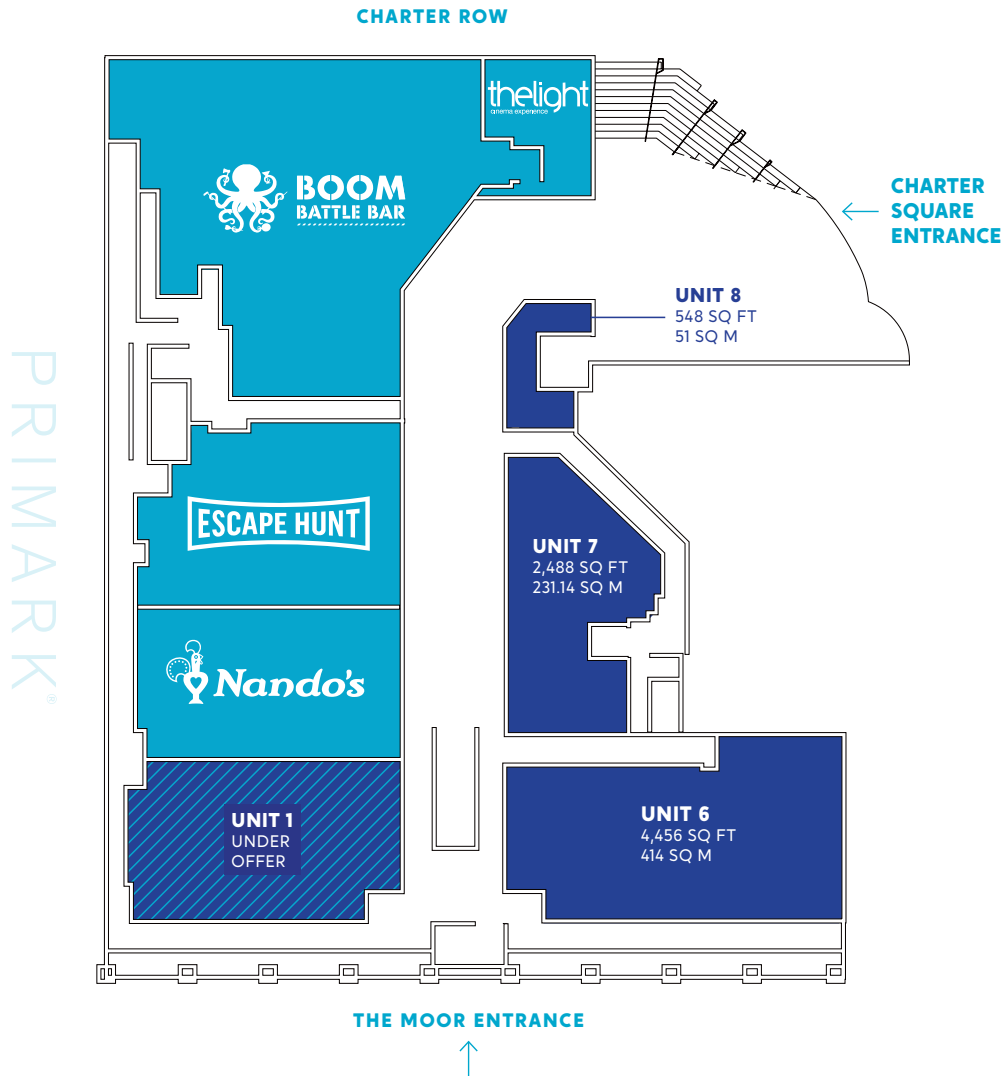 CHARTER ROW
thelight
cinema experience
BOOM
BATTLE BAR
CHARTER
SQUARE
ENTRANCE
UNIT 8
548 SQ FT
51 SQ M
PRIMARK®
ESCAPE HUNT
UNIT 7
2,488 SQ FT
231.14 SQ M
Nando's
UNIT 1
UNDER
OFFER
UNIT 6
4,456 SQ FT
414 SQ M
THE MOOR ENTRANCE